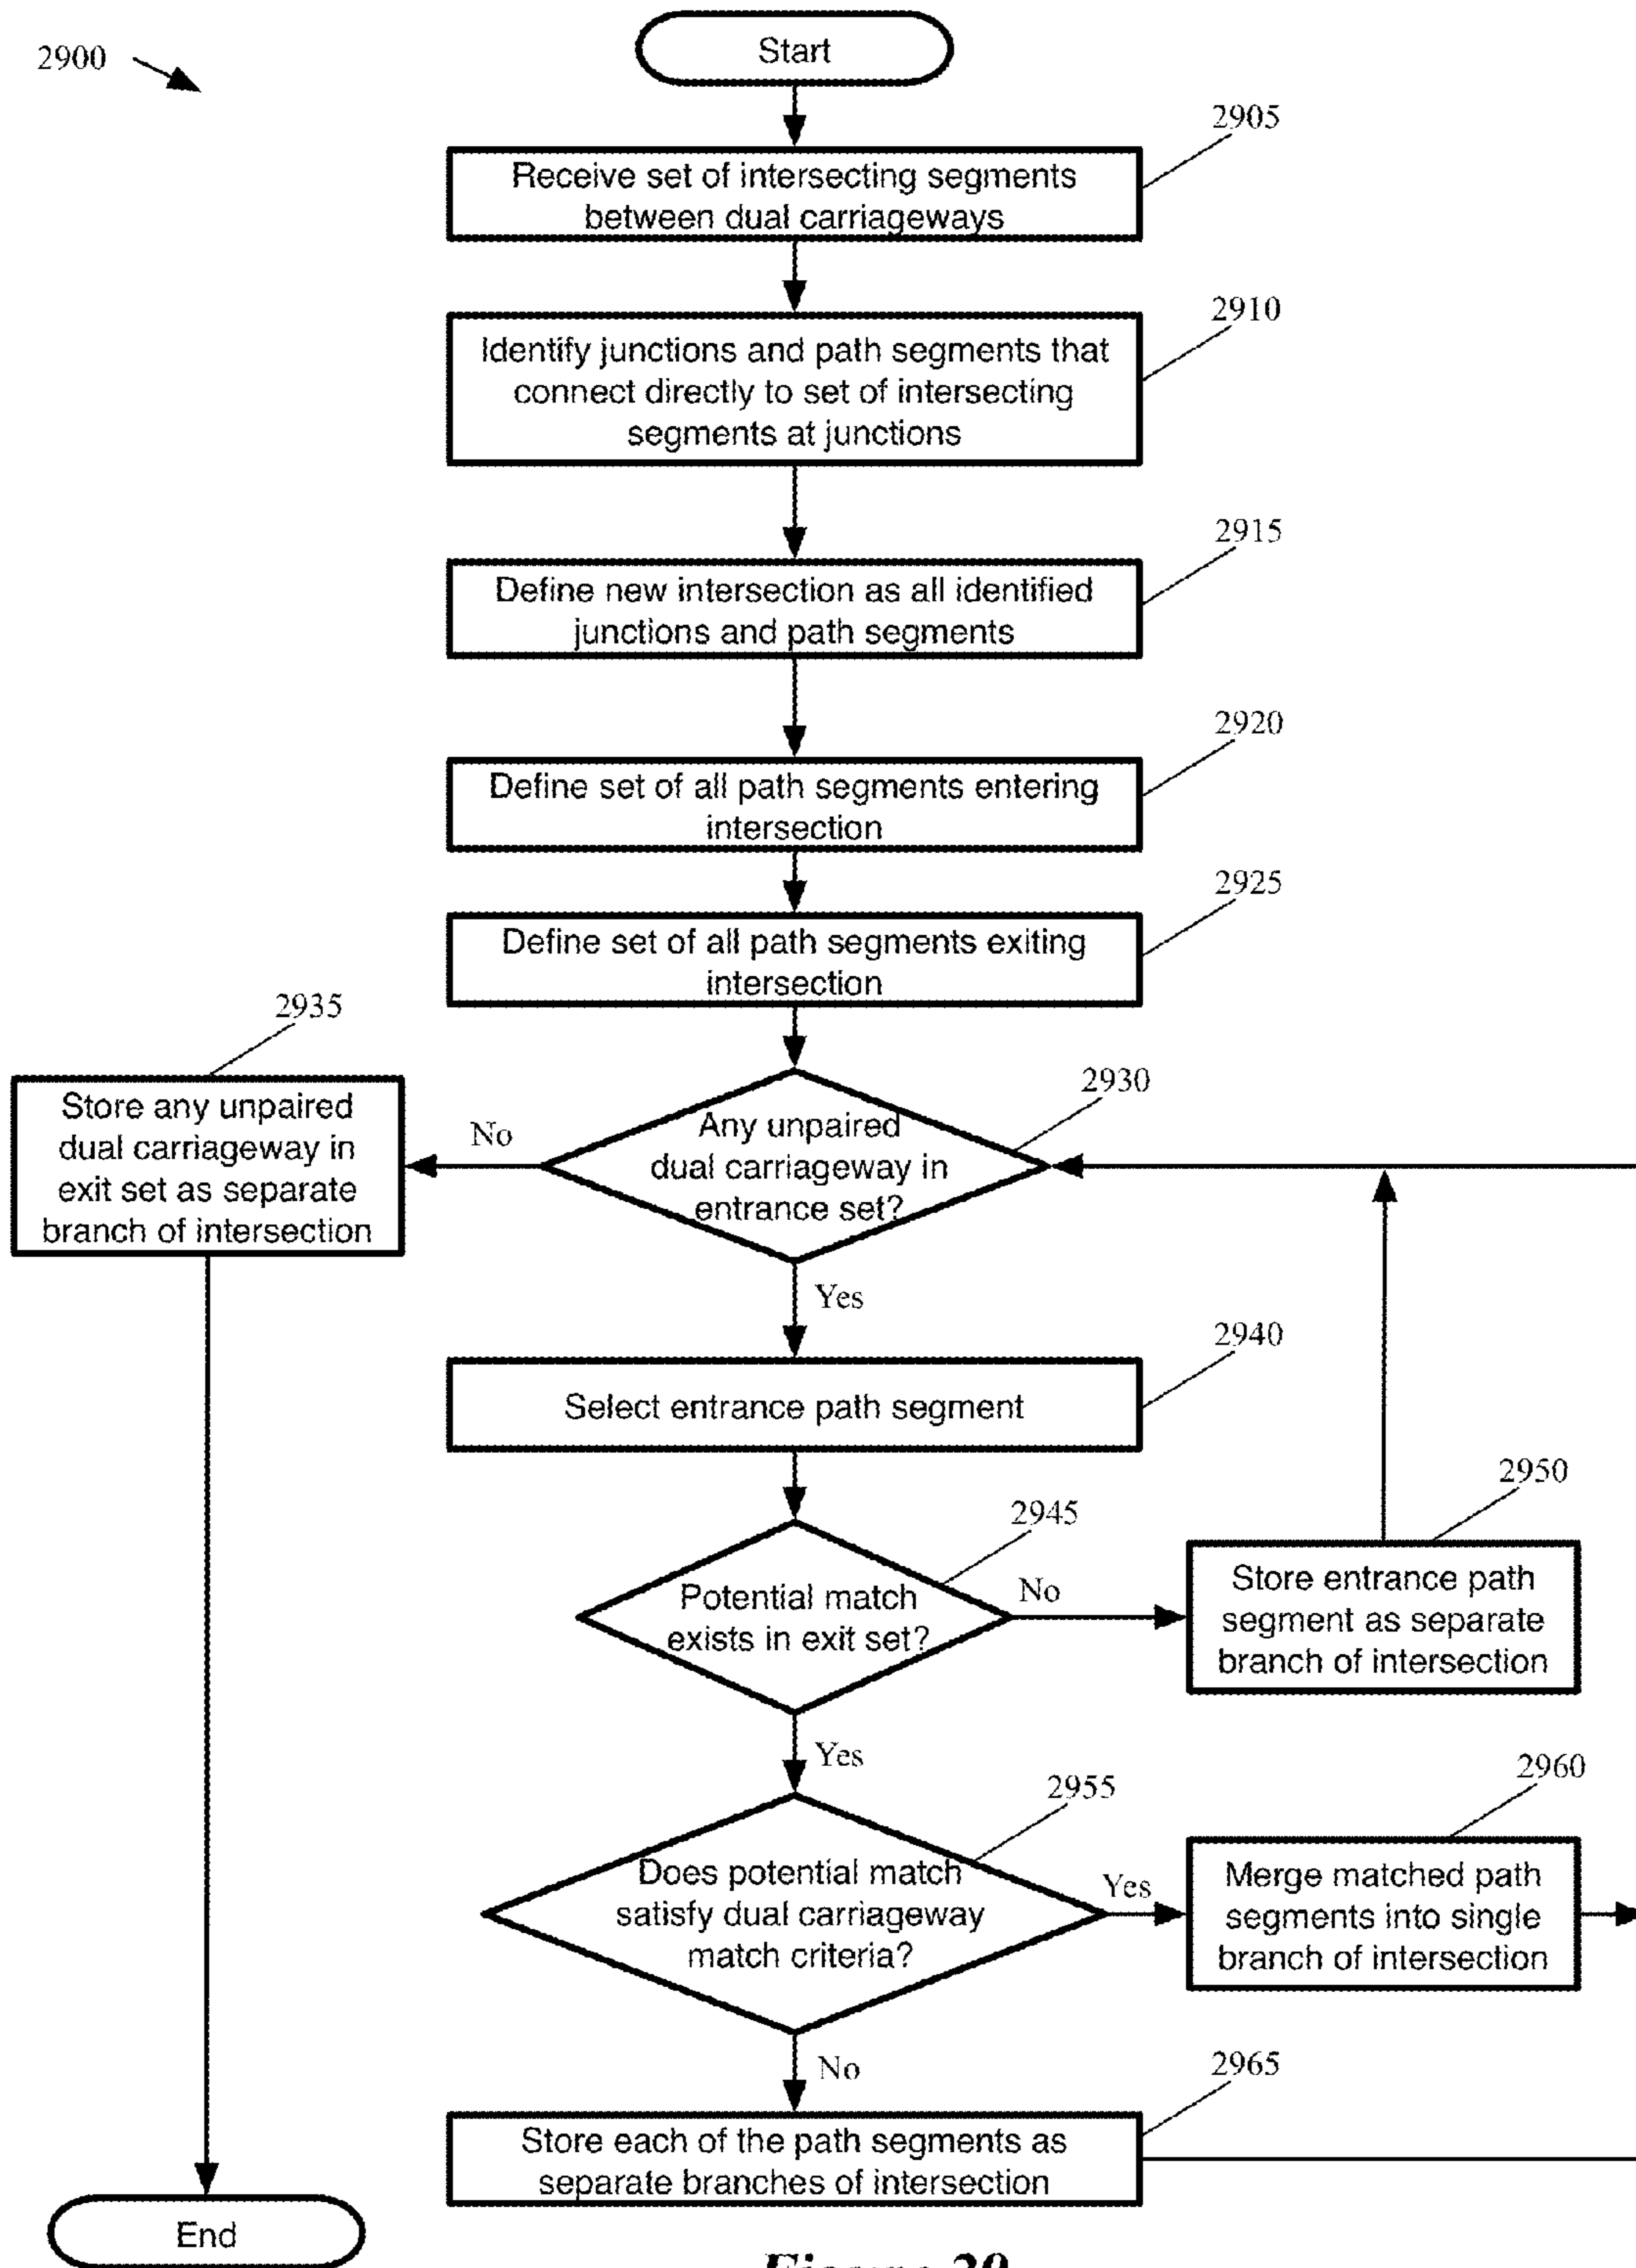 2900
Start
2905
Receive set of intersecting segments
between dual carriageways
2910
Identify junctions and path segments that
connect directly to set of intersecting
segments at junctions
2915
Define new intersection as all identified
junctions and path segments
2920
Define set of all path segments entering
intersection
2925
Define set of all path segments exiting
intersection
2935
Store any unpaired
dual carriageway in
exit set as separate
branch of intersection
No
2930
Any unpaired
dual carriageway in
entrance set?
Yes
2940
Select entrance path segment
2945
Potential match
exists in exit set?
No
2950
Store entrance path
segment as separate
branch of intersection
Yes
2955
Does potential match
satisfy dual carriageway
match criteria?
Yes
2960
Merge matched path
segments into single
branch of intersection
No
2965
Store each of the path segments as
separate branches of intersection
End
Figure 29